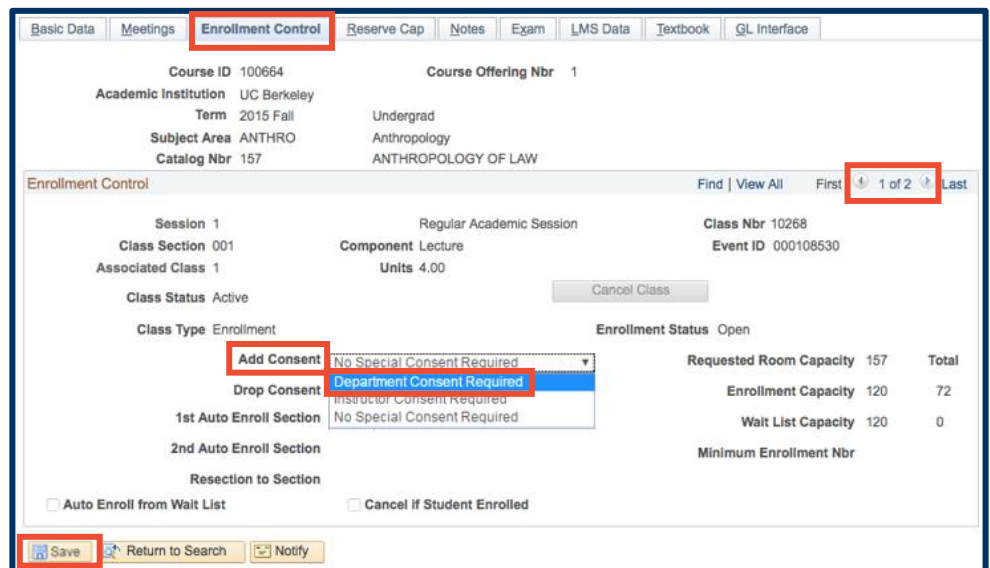 Basic Data Meetings Enrollment Control Reserve Cap Notes Exam LMS Data Textbook GL Interface
Course ID 100664 Course Offering Nbr 1
Academic Institution UC Berkeley
Term 2015 Fall Undergrad
Subject Area ANTHRO Anthropology
Catalog Nbr 157 ANTHROPOLOGY OF LAW
Enrollment Control Find | View All First 1 of 2 Last
Session 1 Regular Academic Session Class Nbr 10268
Class Section 001 Component Lecture Event ID 000108530
Associated Class 1 Units 4.00
Class Status Active Cancel Class
Class Type Enrollment Enrollment Status Open
Add Consent No Special Consent Required Requested Room Capacity 157 Total
Drop Consent Department Consent Required Enrollment Capacity 120 72
Instructor Consent Required
1st Auto Enroll Section No Special Consent Required Wait List Capacity 120 0
2nd Auto Enroll Section Minimum Enrollment Nbr
Resection to Section
Auto Enroll from Wait List Cancel if Student Enrolled
Save Return to Search Notify